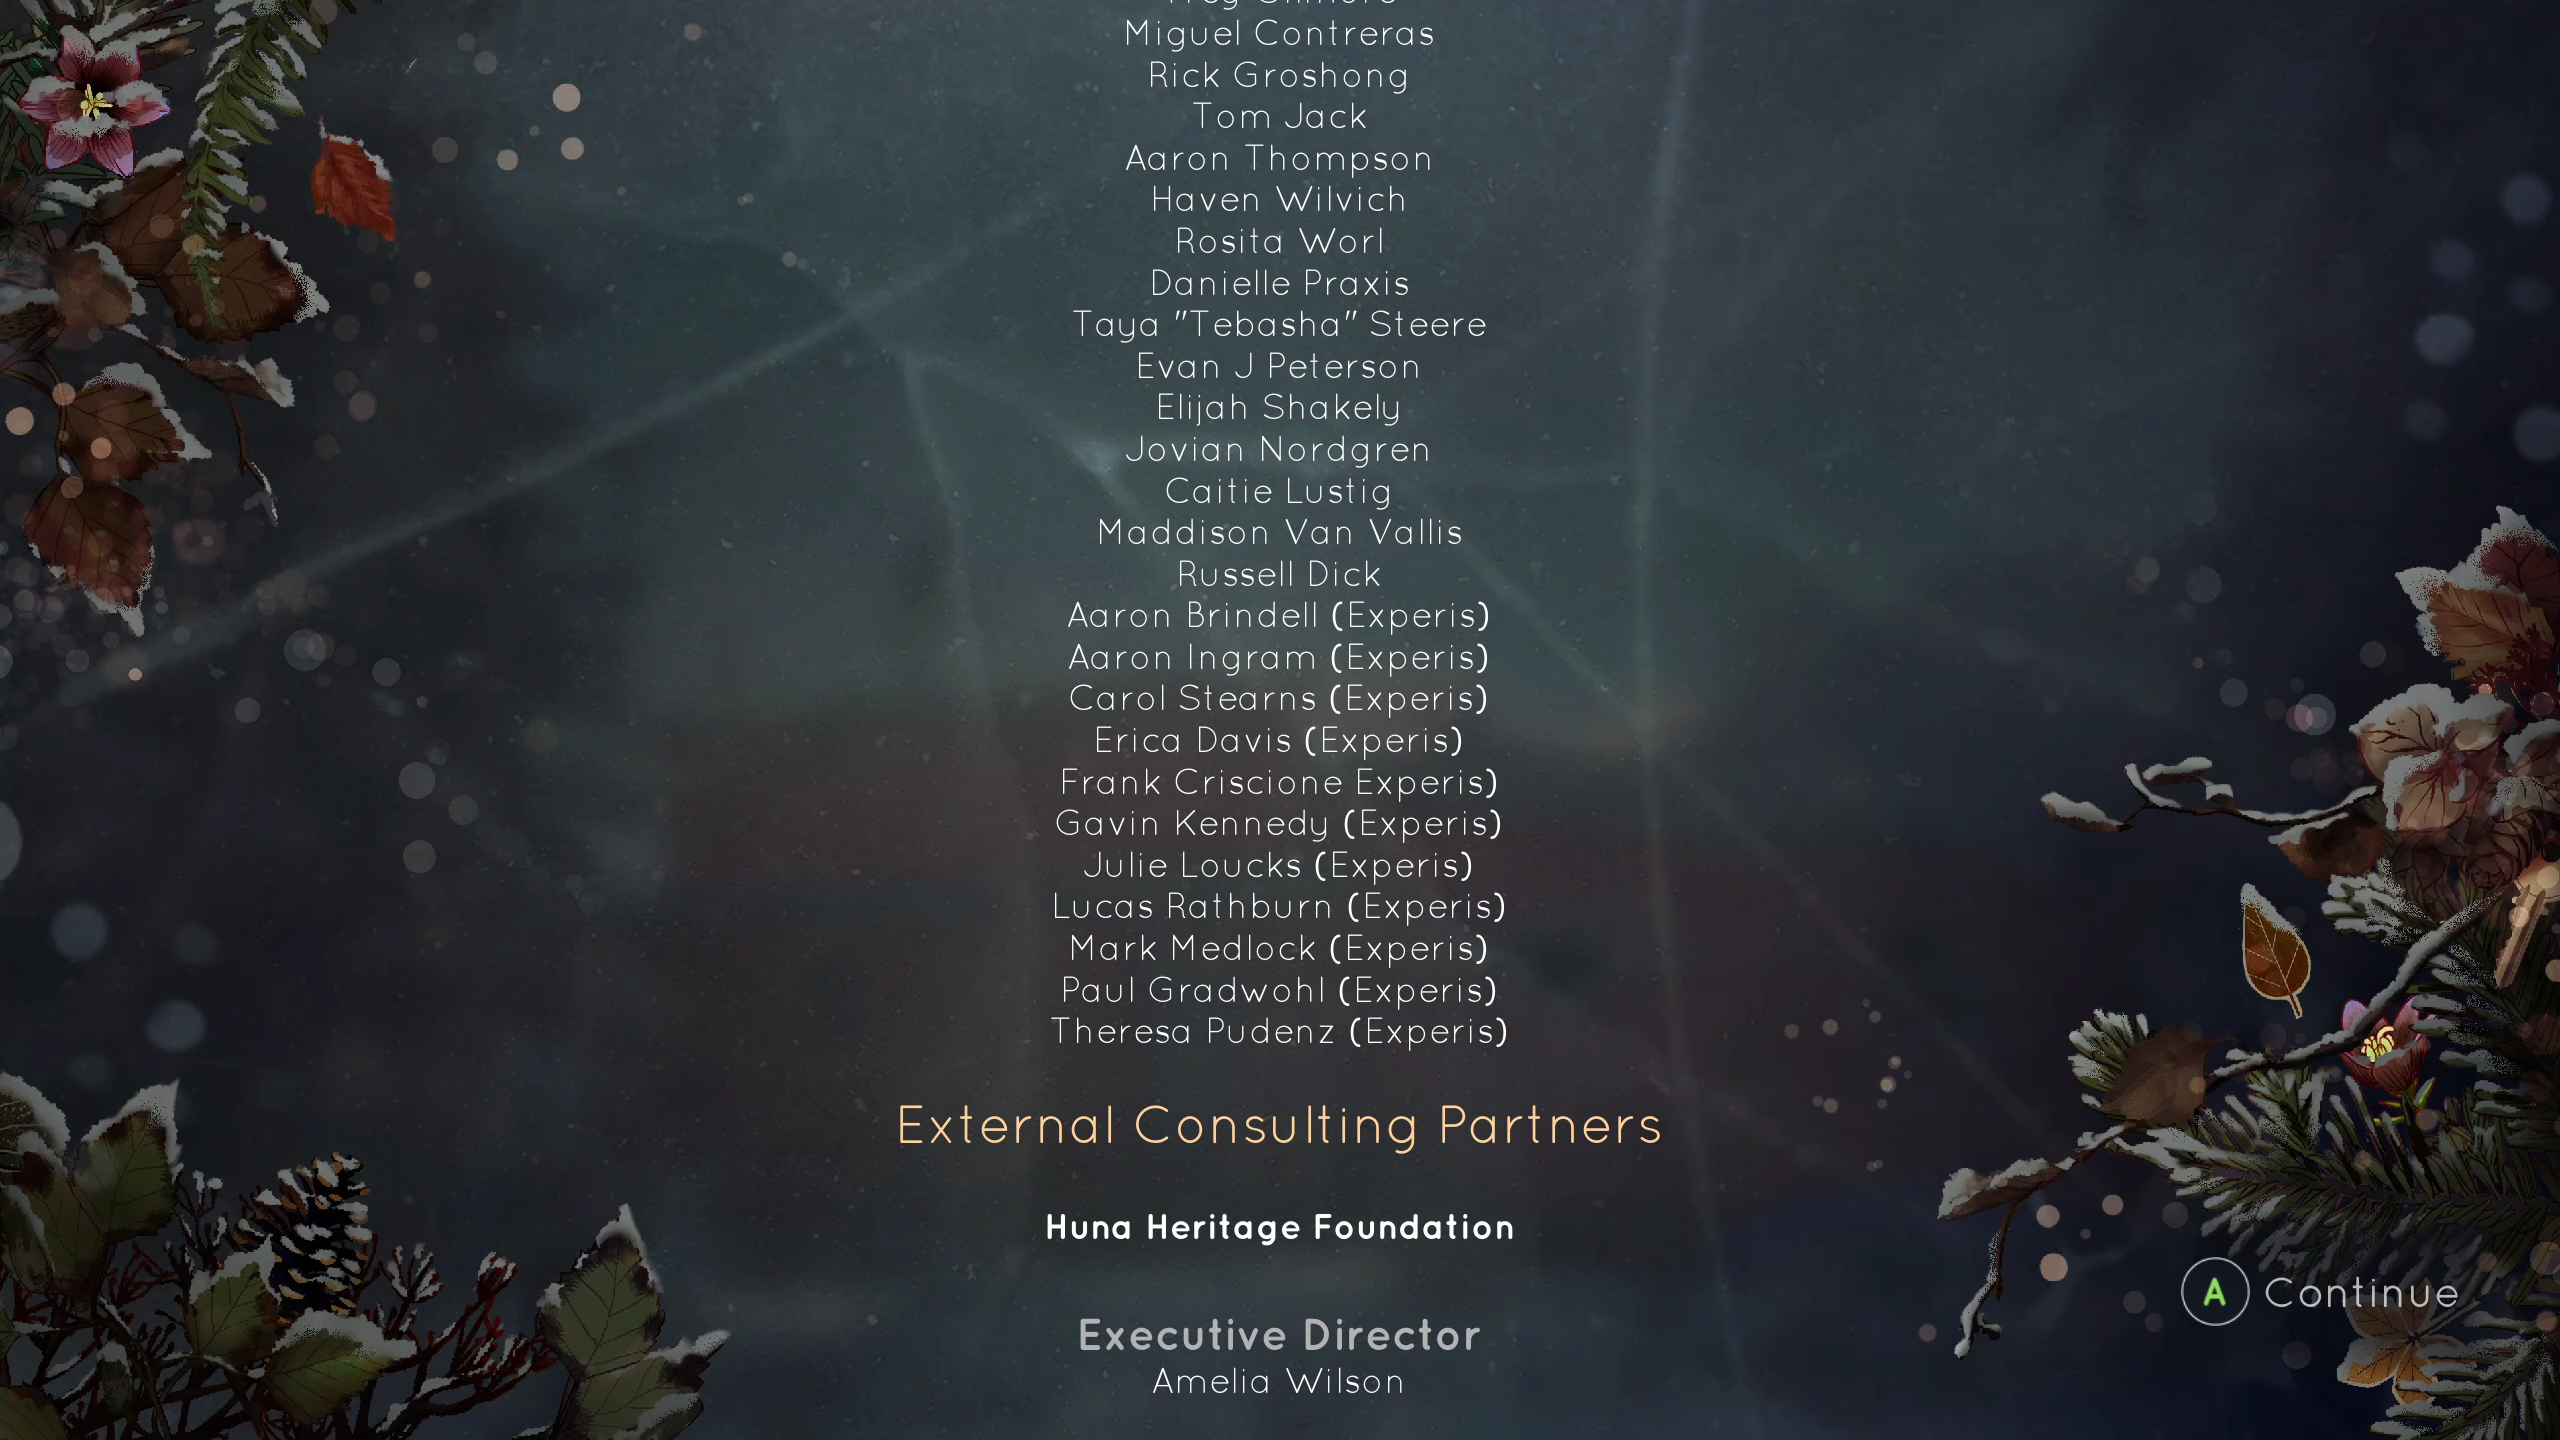 Miguel Contreras
Rick Groshong
Tom Jack
Aaron Thompson
Haven Wilvich
Rosita Worl
Danielle Praxis
Taya "Tebasha" Steere
Evan J Peterson
Elijah Shakely
Jovian Nordgren
Caitie Lustig
Maddison Van Vallis
Russell Dick
Aaron Brindell (Experis)
Aaron Ingram (Experis)
Carol Stearns (Experis)
Erica Davis (Experis)
Frank Criscione Experis)
Gavin Kennedy (Experis)
Julie Loucks (Experis)
Lucas Rathburn (Experis)
Mark Medlock (Experis)
Paul Gradwohl (Experis)
Theresa Pudenz (Experis)
External Consulting Partners
Huna Heritage Foundation
A Continue
Executive Director
Amelia Wilson